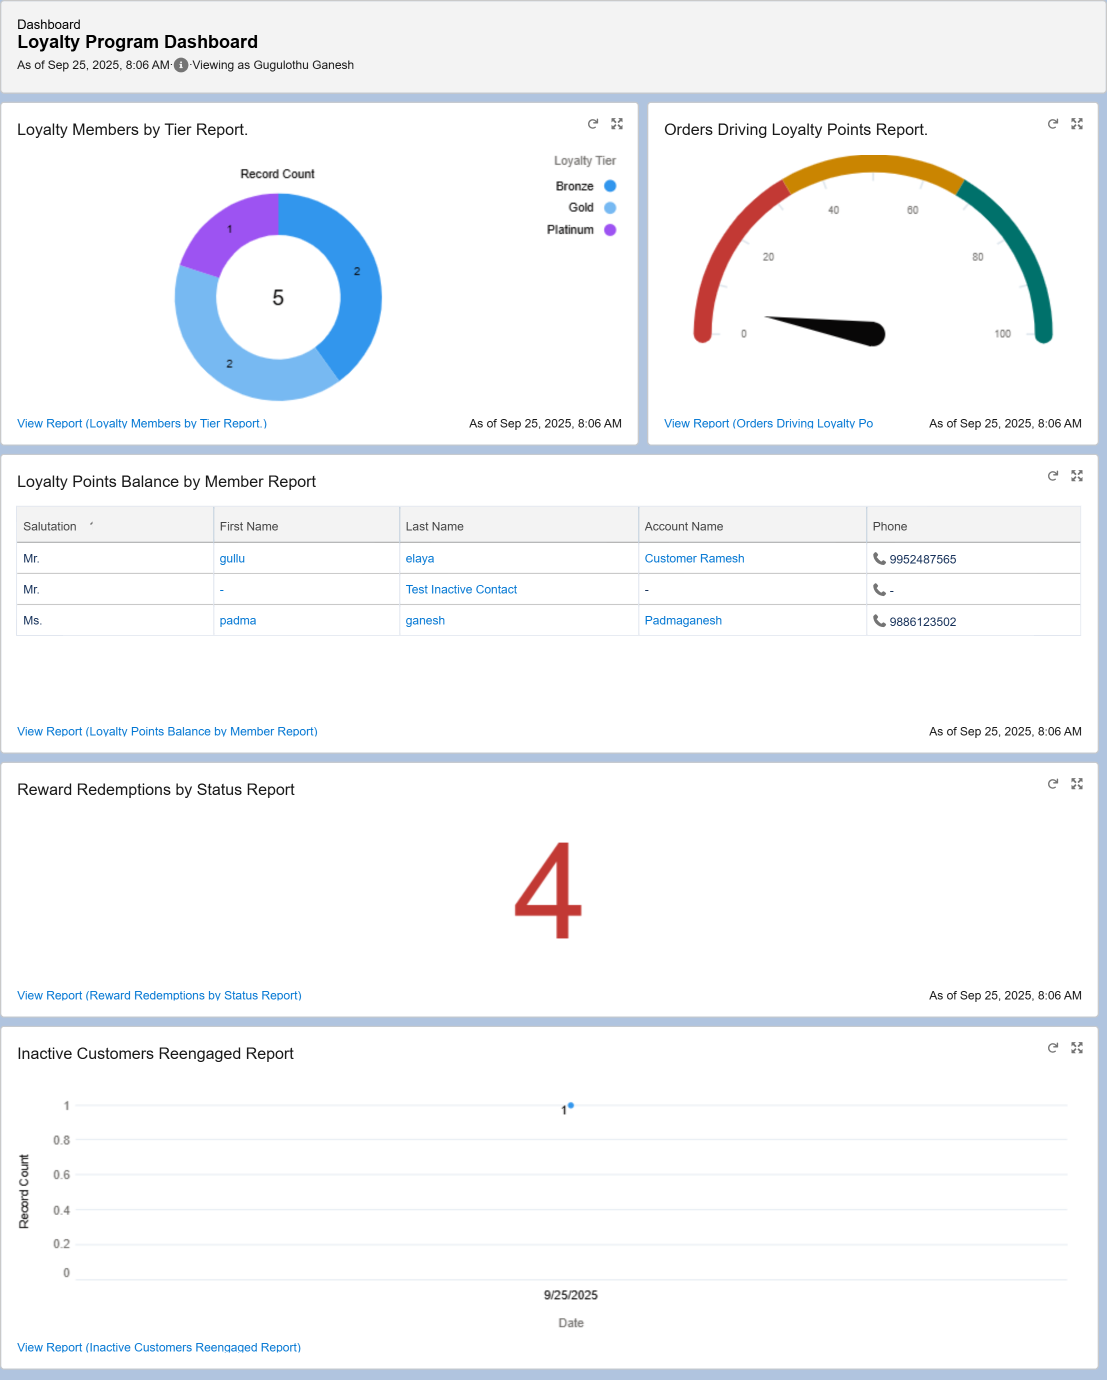 Dashboard
Loyalty Program Dashboard
As of Sep 25, 2025, 8:06 AM·Viewing as Gugulothu Ganesh
Loyalty Members by Tier Report.
Record Count
Loyalty Tier
Bronze
Gold
Platinum
1
2
5
2
View Report (Loyalty Members by Tier Report.)
As of Sep 25, 2025, 8:06 AM
Orders Driving Loyalty Points Report.
40
60
20
80
0
100
View Report (Orders Driving Loyalty Po
As of Sep 25, 2025, 8:06 AM
Loyalty Points Balance by Member Report
Salutation First Name Last Name Account Name Phone
Mr. gullu elaya Customer Ramesh 9952487565
Mr. - Test Inactive Contact - -
Ms. padma ganesh Padmaganesh 9886123502
View Report (Loyalty Points Balance by Member Report)
As of Sep 25, 2025, 8:06 AM
Reward Redemptions by Status Report
4
View Report (Reward Redemptions by Status Report)
As of Sep 25, 2025, 8:06 AM
Inactive Customers Reengaged Report
1
1
0.8
0.6
0.4
0.2
0
Record Count
9/25/2025
Date
View Report (Inactive Customers Reengaged Report)